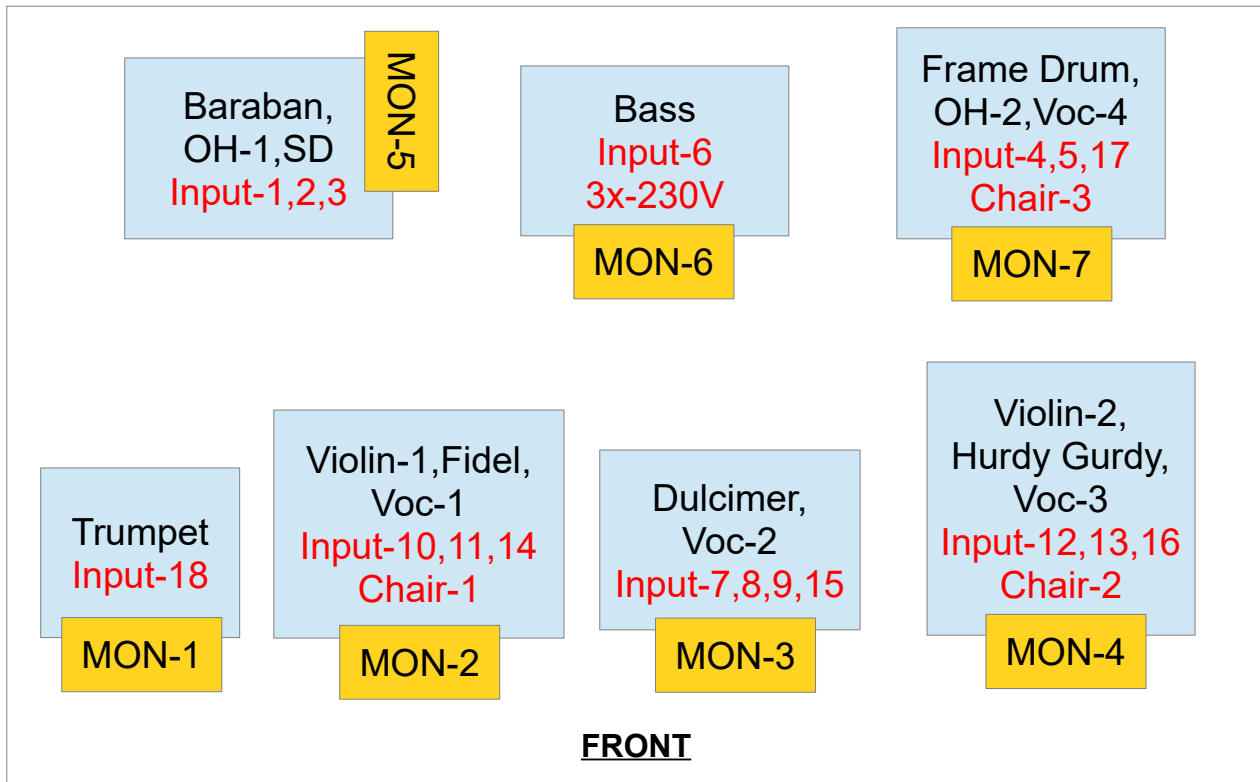 Baraban,
OH-1,SD
Input-1,2,3
MON-5
Bass
Input-6
3x-230V
MON-6
Frame Drum,
OH-2,Voc-4
Input-4,5,17
Chair-3
MON-7
Trumpet
Input-18
MON-1
Violin-1,Fidel,
Voc-1
Input-10,11,14
Chair-1
MON-2
Dulcimer,
Voc-2
Input-7,8,9,15
MON-3
Violin-2,
Hurdy Gurdy,
Voc-3
Input-12,13,16
Chair-2
MON-4
FRONT